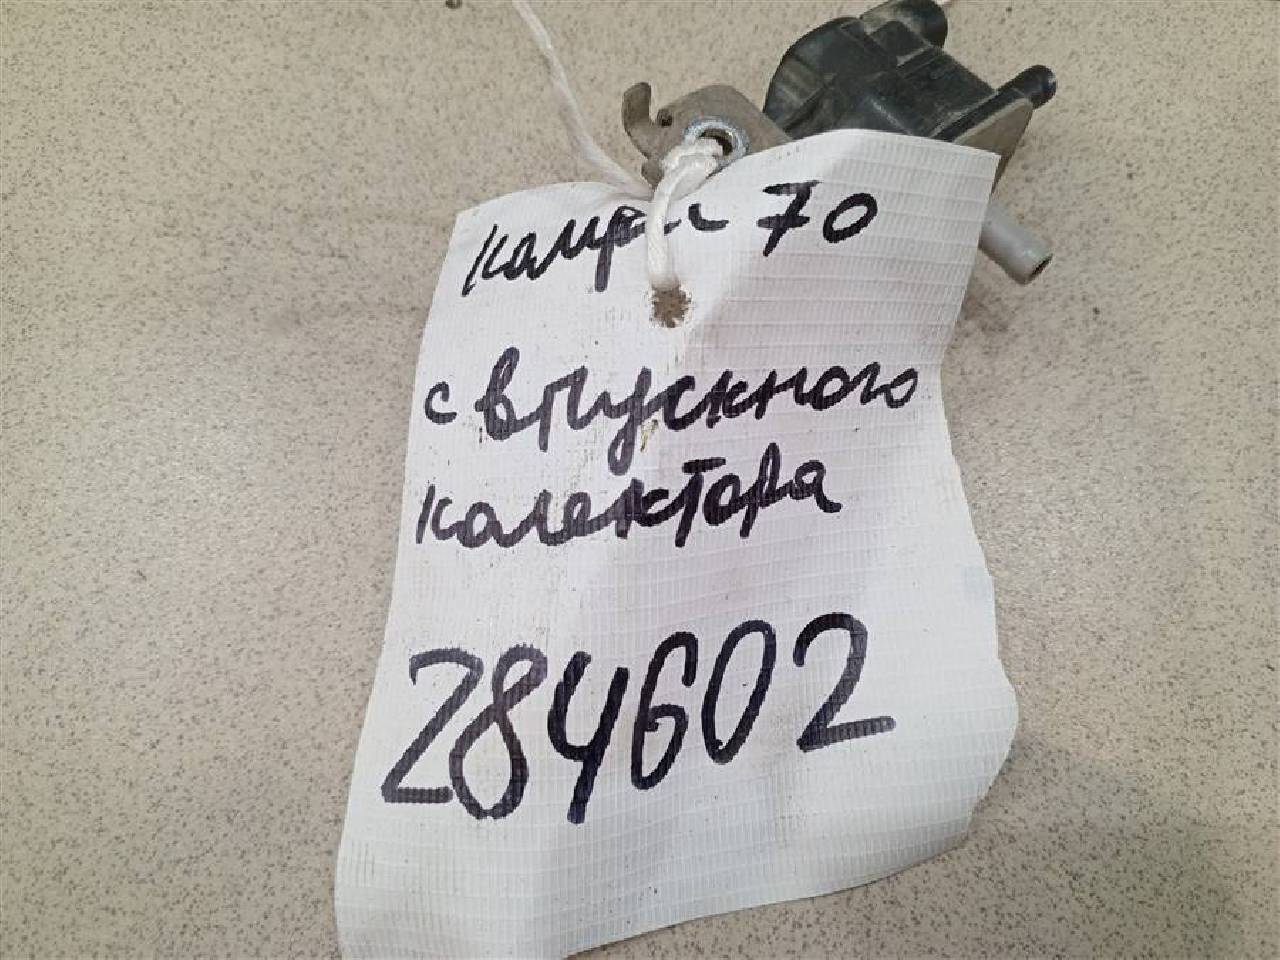 Камри 70
с впускного
колектора
284602